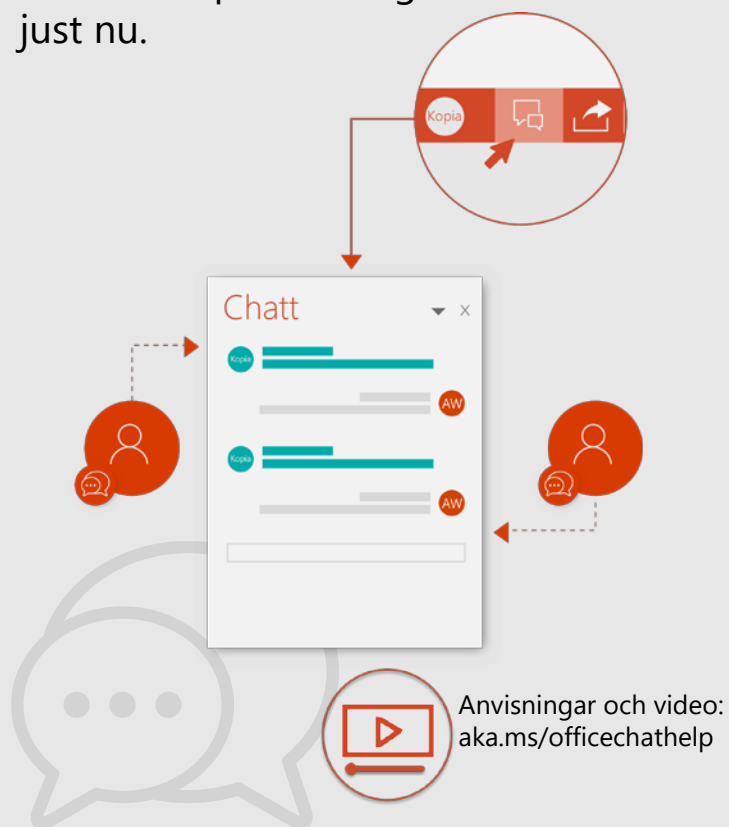 just nu.
Kopia
Chatt
X
Kopia
AW
Kopia
AW
Anvisningar och video:
aka.ms/officechathelp